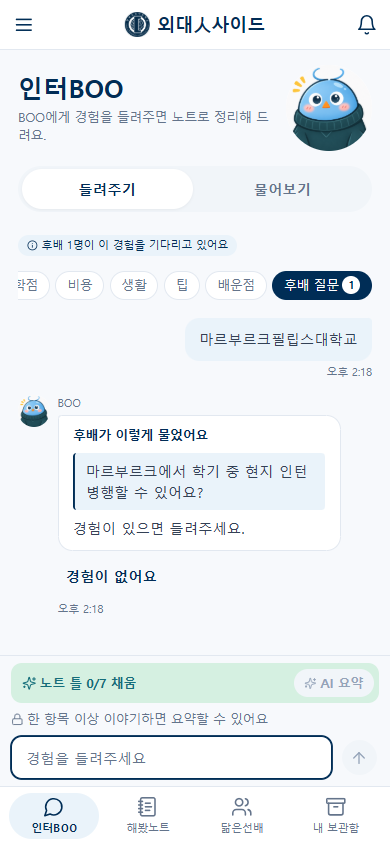 외대人사이드
인터BOO
BOO에게 경험을 들려주면 노트로 정리해 드
려요.
들려주기
물어보기
후배 1명이 이 경험을 기다리고 있어요
학점
비용
생활
팁
배운점
후배 질문 1
마르부르크필립스대학교
오후 2:18
BOO
후배가 이렇게 물었어요
마르부르크에서 학기 중 현지 인턴
병행할 수 있어요?
경험이 있으면 들려주세요.
경험이 없어요
오후 2:18
노트 틀 0/7 채움
AI 요약
한 항목 이상 이야기하면 요약할 수 있어요
경험을 들려주세요
인터BOO
해봤노트
닮은선배
내 보관함